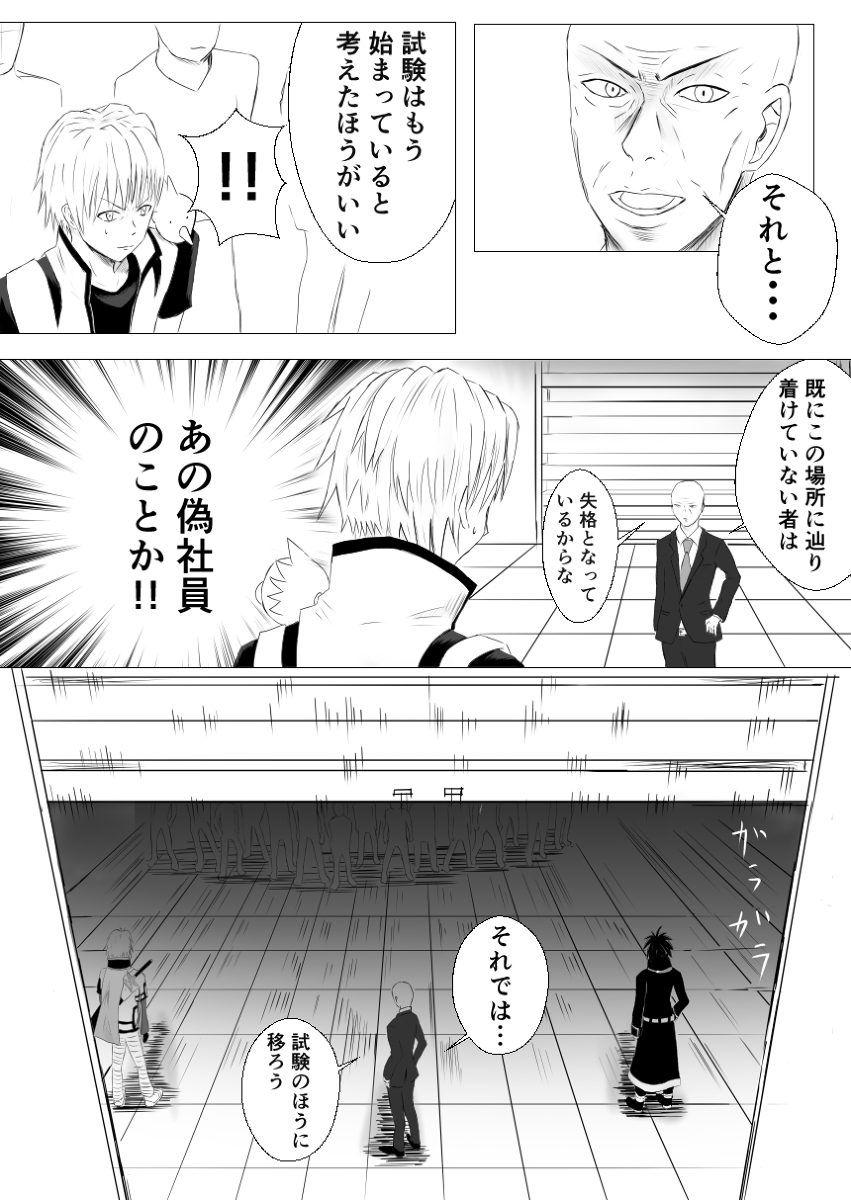 それと・・・
試験はもう
始まっていると
考えたほうがいい
!!
既にこの場所に辿り
着けていない者は
失格となって
いるからな
あの偽社員
のことか!!
ガラガラ
それでは…
試験のほうに
移ろう